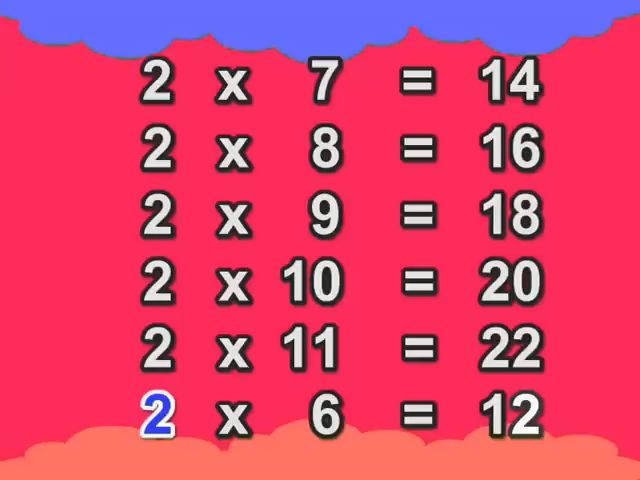 2 x 7 = 14
2 x 8 = 16
2 x 9 = 18
2 x 10 = 20
2 x 11 = 22
2 x 6 = 12